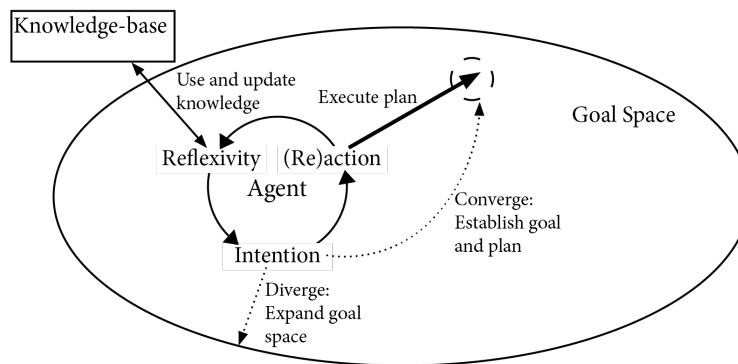 Knowledge-base
Use and update
knowledge
Execute plan
Goal Space
Reflexivity
(Re)action
Agent
Converge:
Establish goal
and plan
Intention
Diverge:
Expand goal
space